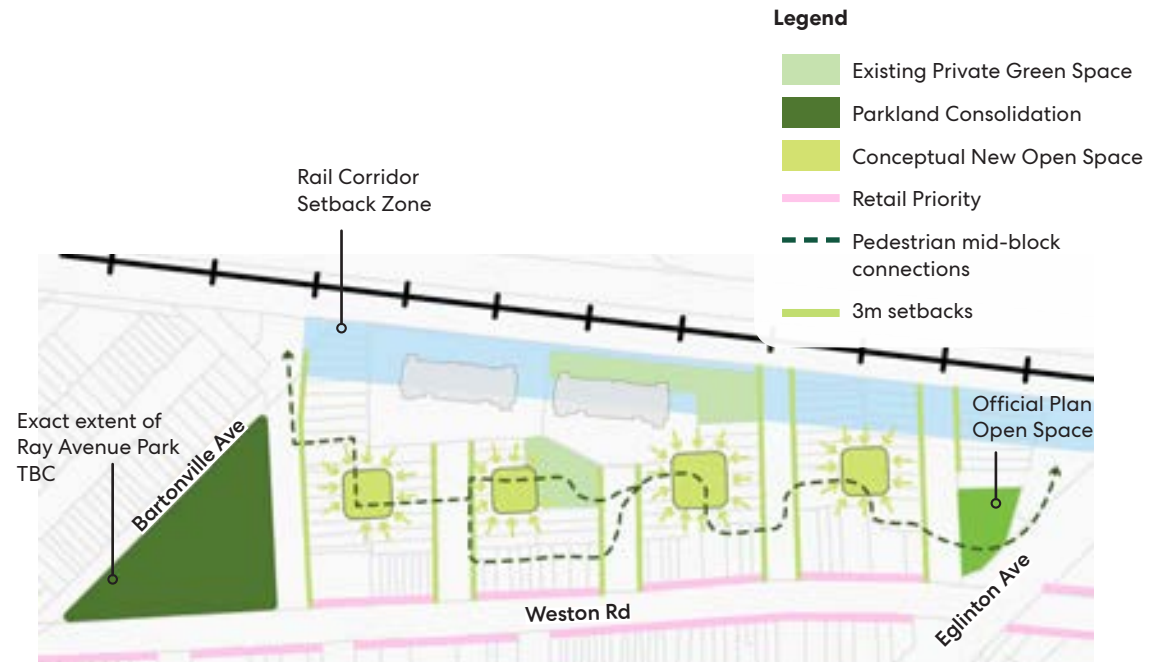 Legend
Existing Private Green Space
Parkland Consolidation
Conceptual New Open Space
Retail Priority
Pedestrian mid-block
connections
3m setbacks
Rail Corridor
Setback Zone
Exact extent of
Ray Avenue Park
TBC
Bartonville Ave
Official Plan
Open Space
Weston Rd
Eglinton Ave